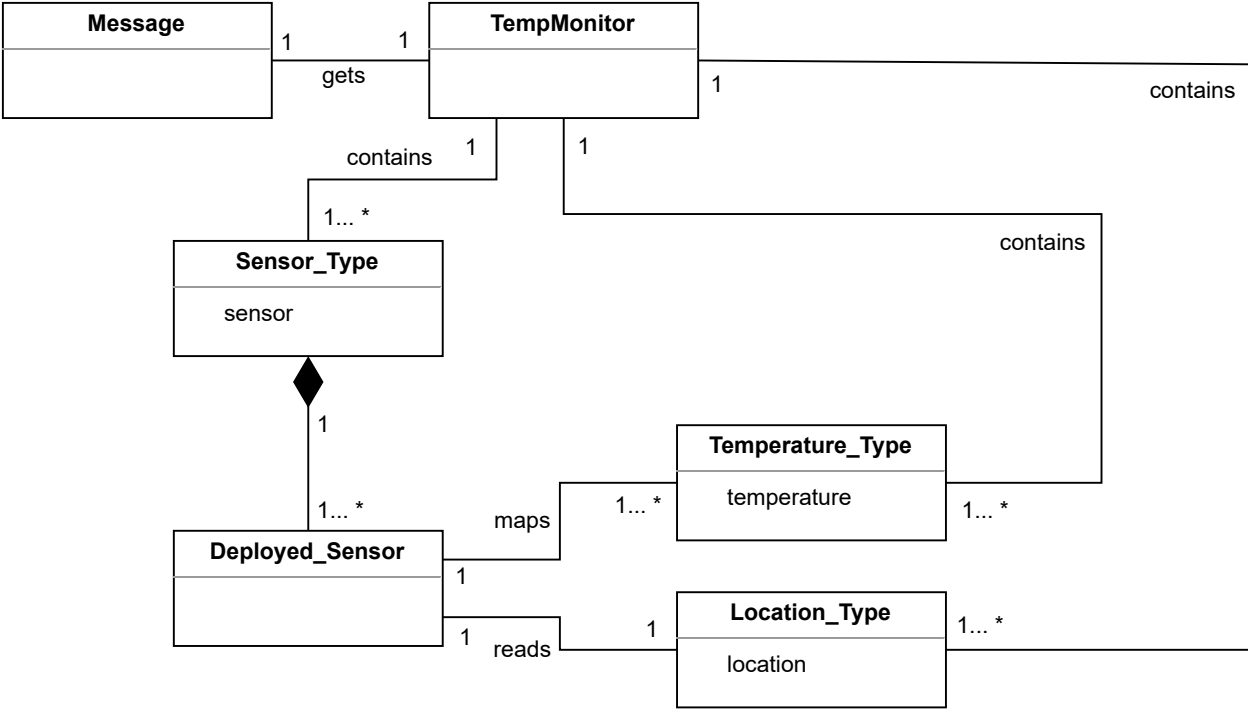 Message
TempMonitor
1
1
gets
1
contains
contains
1
1
1... *
contains
Sensor_Type
sensor
1
1... *
Temperature_Type
temperature
1... *
1... *
maps
Deployed_Sensor
1
Location_Type
location
1... *
1
1
reads